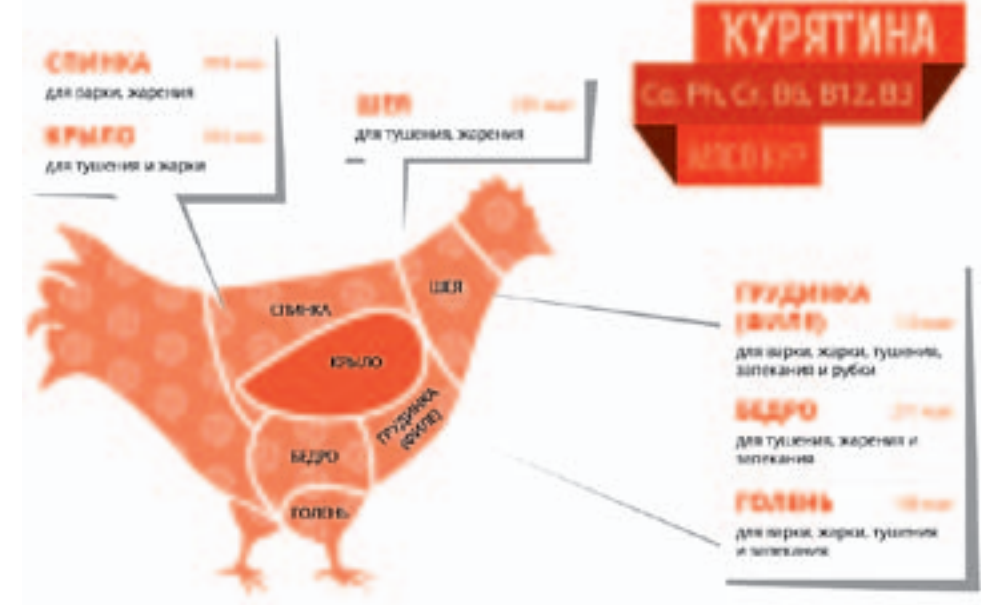 КУРЯТИНА
Co, Ph, Cr, B6, B12, B3
СПИНКА
для варки, жарения
КРЫЛО
для тушения и жарки
ШЕЯ
для тушения, жарения
СПИНКА
ШЕЯ
КРЫЛО
ГРУДИНКА
(ФИЛЕ)
БЕДРО
ГОЛЕНЬ
ГРУДИНКА
(ФИЛЕ)
для варки, жарки, тушения,
запекания и рубки
БЕДРО
для тушения, жарения и
запекания
ГОЛЕНЬ
для варки, жарки, тушения
и запекания